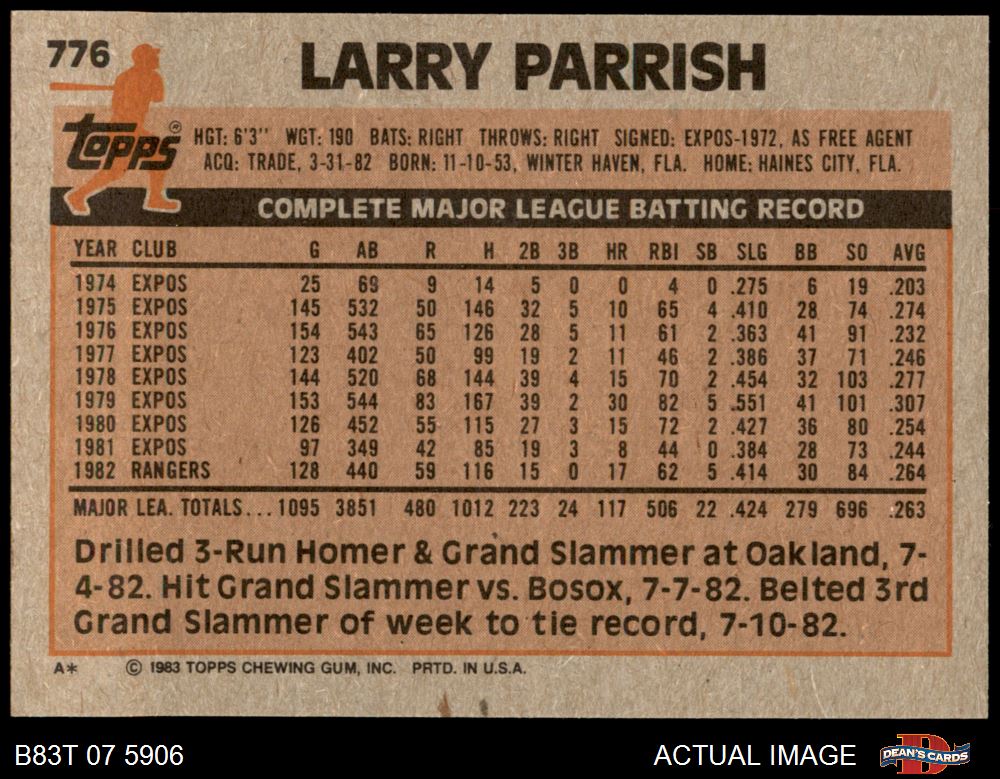 776 LARRY PARRISH
topps® HGT: 6'3'' WGT: 190 BATS: RIGHT THROWS: RIGHT SIGNED: EXPOS-1972, AS FREE AGENT
ACQ: TRADE, 3-31-82 BORN: 11-10-53, WINTER HAVEN, FLA. HOME: HAINES CITY, FLA.
COMPLETE MAJOR LEAGUE BATTING RECORD
YEAR CLUB G AB R H 2B 3B HR RBI SB SLG BB SO AVG
1974 EXPOS 25 69 9 14 5 0 0 4 0 .275 6 19 .203
1975 EXPOS 145 532 50 146 32 5 10 65 4 .410 28 74 .274
1976 EXPOS 154 543 65 126 28 5 11 61 2 .363 41 91 .232
1977 EXPOS 123 402 50 99 19 2 11 46 2 .386 37 71 .246
1978 EXPOS 144 520 68 144 39 4 15 70 2 .454 32 103 .277
1979 EXPOS 153 544 83 167 39 2 30 82 5 .551 41 101 .307
1980 EXPOS 126 452 55 115 27 3 15 72 2 .427 36 80 .254
1981 EXPOS 97 349 42 85 19 3 8 44 0 .384 28 73 .244
1982 RANGERS 128 440 59 116 15 0 17 62 5 .414 30 84 .264
MAJOR LEA. TOTALS... 1095 3851 480 1012 223 24 117 506 22 .424 279 696 .263
Drilled 3-Run Homer & Grand Slammer at Oakland, 7-
4-82. Hit Grand Slammer vs. Bosox, 7-7-82. Belted 3rd
Grand Slammer of week to tie record, 7-10-82.
A* © 1983 TOPPS CHEWING GUM, INC. PRTD. IN U.S.A.
B83T 07 5906 ACTUAL IMAGE D DEAN'S CARDS